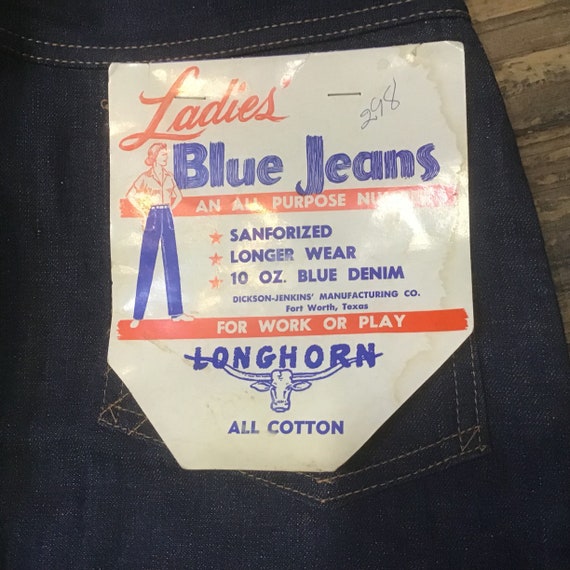 Ladies'
298
Blue Jeans
AN ALL PURPOSE
★ SANFORIZED
★ LONGER WEAR
★ 10 OZ. BLUE DENIM
DICKSON-JENKINS' MANUFACTURING CO.
Fort Worth, Texas
FOR WORK OR PLAY
LONGHORN
ALL COTTON